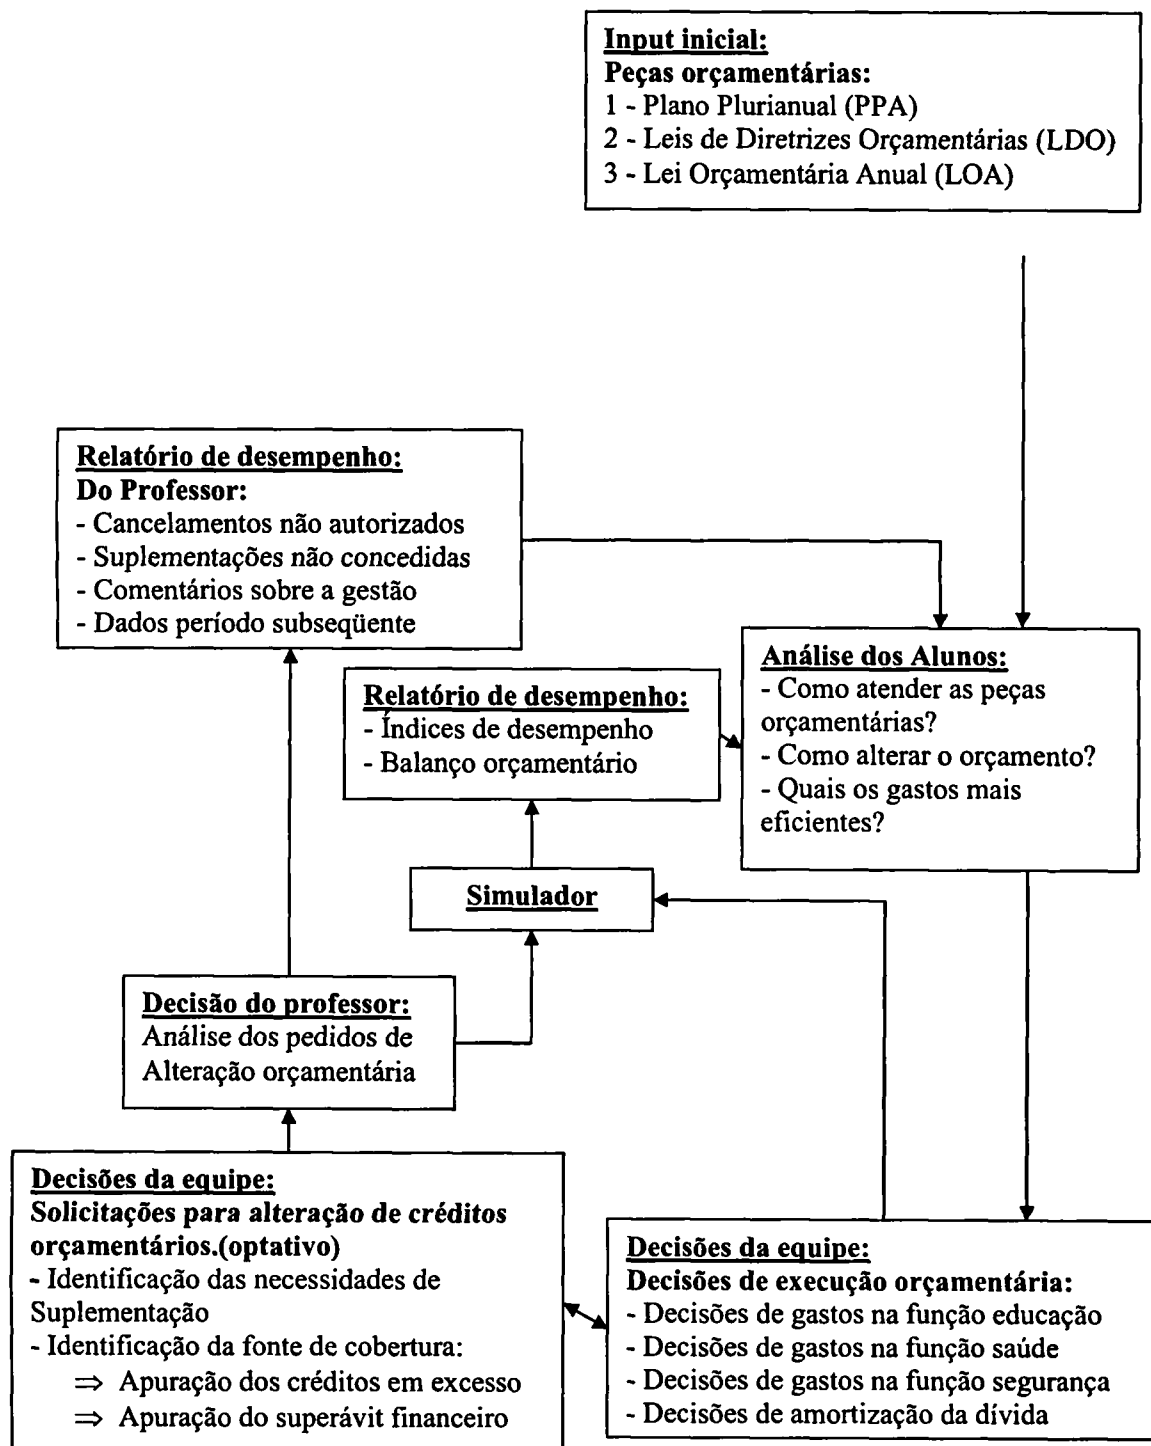 Input inicial:
Peças orçamentárias:
1 - Plano Plurianual (PPA)
2 - Leis de Diretrizes Orçamentárias (LDO)
3 - Lei Orçamentária Anual (LOA)
Relatório de desempenho:
Do Professor:
- Cancelamentos não autorizados
- Suplementações não concedidas
- Comentários sobre a gestão
- Dados período subseqüente
Análise dos Alunos:
- Como atender as peças
orçamentárias?
- Como alterar o orçamento?
- Quais os gastos mais
eficientes?
Relatório de desempenho:
- Índices de desempenho
- Balanço orçamentário
Simulador
Decisão do professor:
Análise dos pedidos de
Alteração orçamentária
Decisões da equipe:
Solicitações para alteração de créditos
orçamentários.(optativo)
- Identificação das necessidades de
Suplementação
- Identificação da fonte de cobertura:
⇒ Apuração dos créditos em excesso
⇒ Apuração do superávit financeiro
Decisões da equipe:
Decisões de execução orçamentária:
- Decisões de gastos na função educação
- Decisões de gastos na função saúde
- Decisões de gastos na função segurança
- Decisões de amortização da dívida